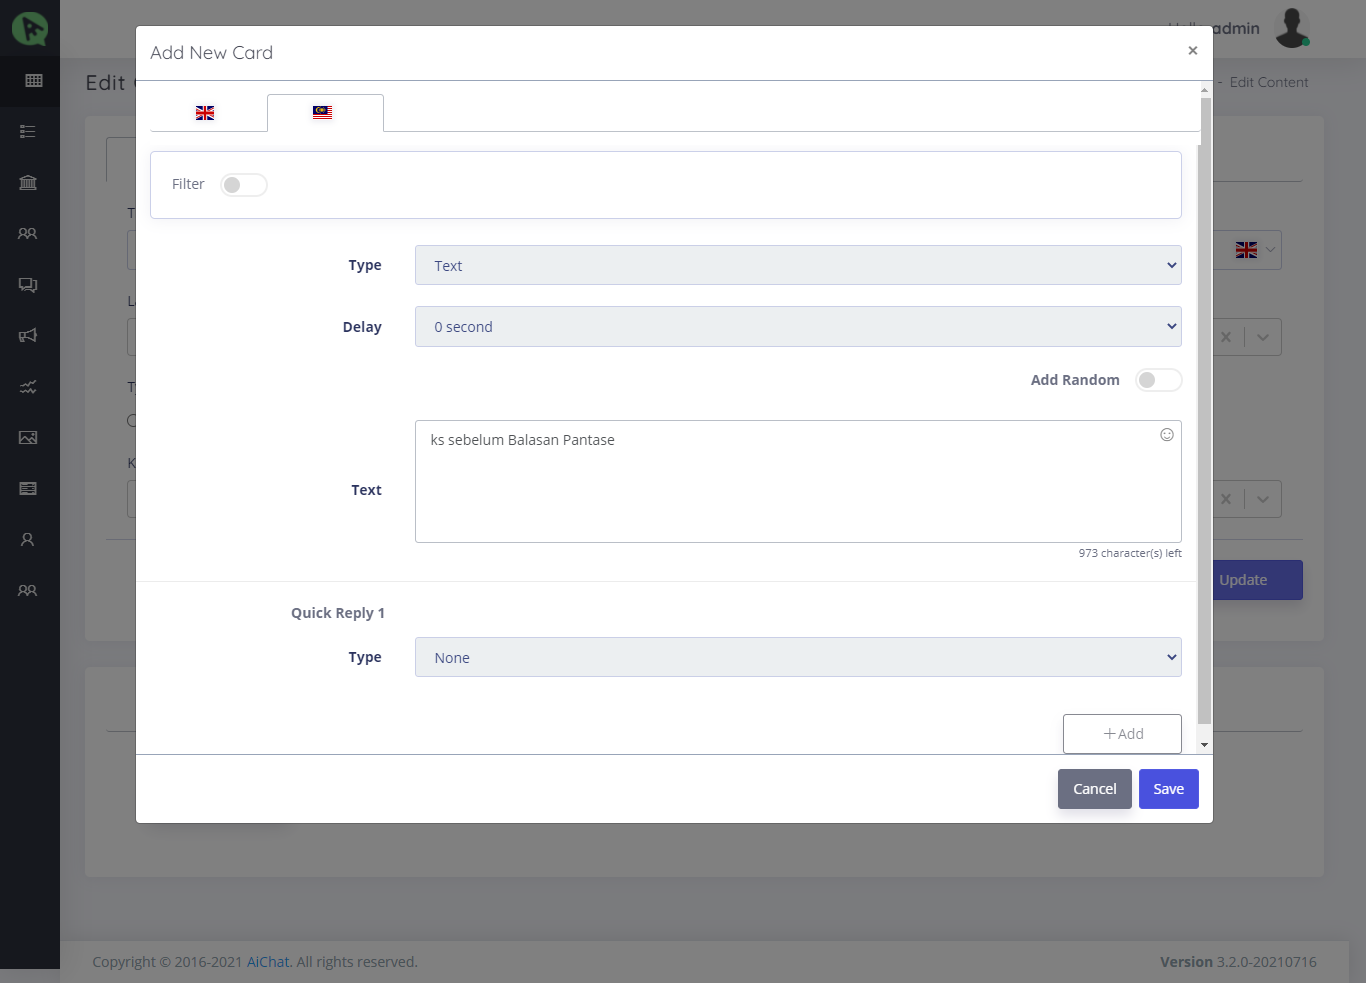 admin
Add New Card
×
Edit
- Edit Content
Filter
Type
Text
Delay
0 second
Add Random
ks sebelum Balasan Pantase
Text
973 character(s) left
Update
Quick Reply 1
Type
None
+Add
Cancel
Save
Copyright © 2016-2021 AiChat. All rights reserved.
Version 3.2.0-20210716